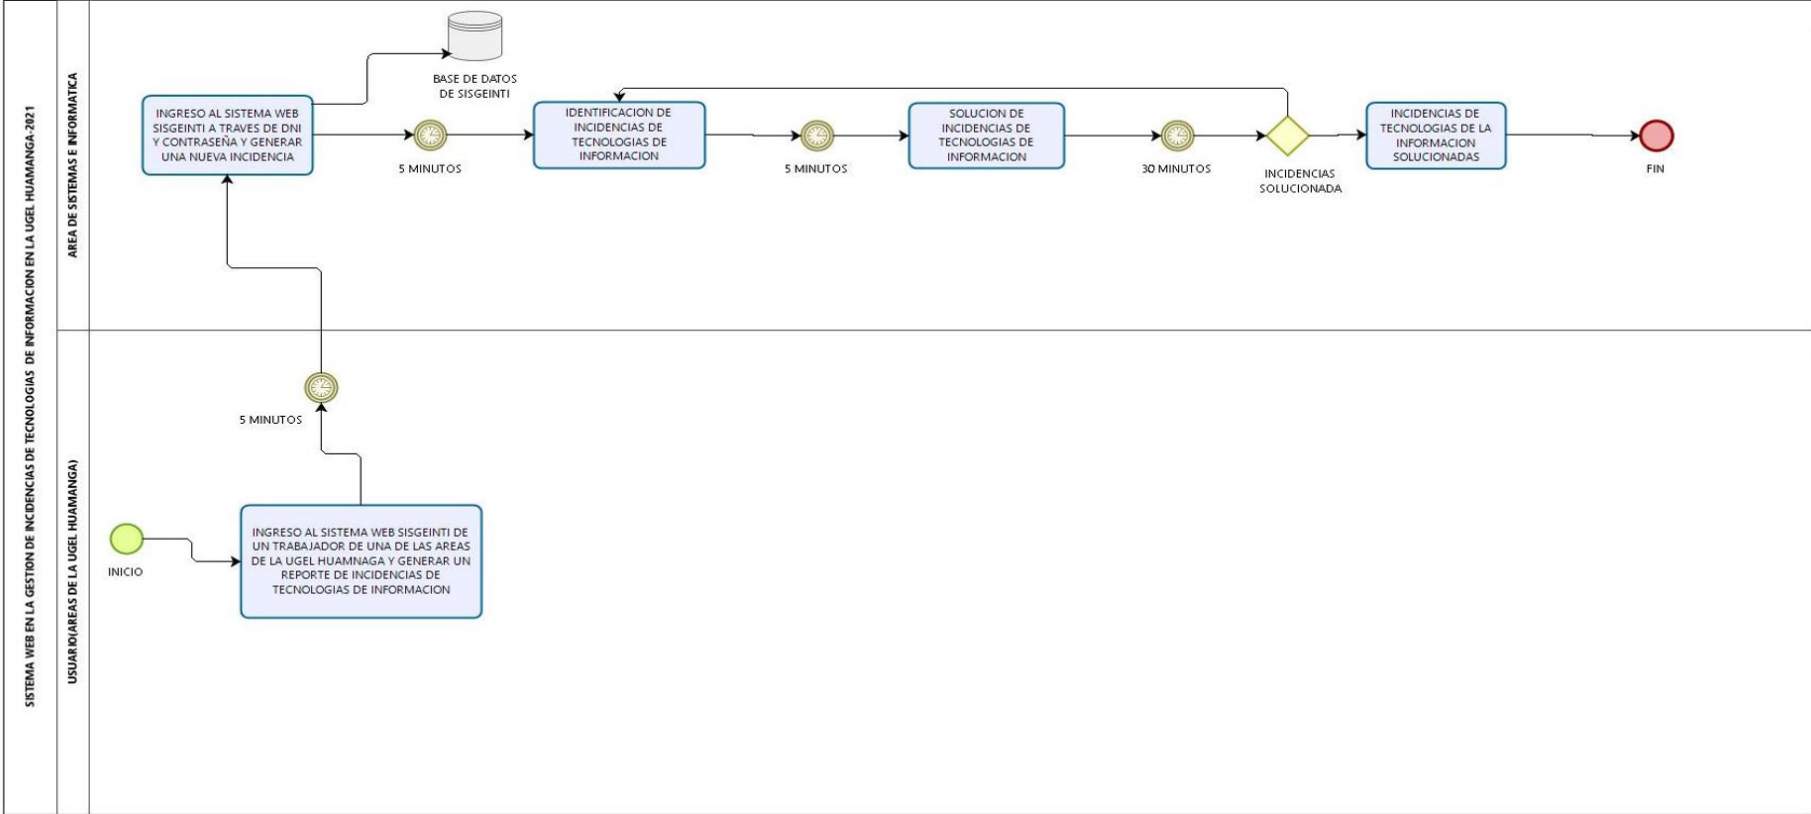 SISTEMA WEB EN LA GESTION DE INCIDENCIAS DE TECNOLOGIAS DE INFORMACION EN LA UGEL HUAMANGA-2021
AREA DE SISTEMAS E INFORMATICA
INGRESO AL SISTEMA WEB
SISGEINTI A TRAVES DE DNI
Y CONTRASEÑA Y GENERAR
UNA NUEVA INCIDENCIA
BASE DE DATOS
DE SISGEINTI
5 MINUTOS
IDENTIFICACION DE
INCIDENCIAS DE
TECNOLOGIAS DE
INFORMACION
5 MINUTOS
SOLUCION DE
INCIDENCIAS DE
TECNOLOGIAS DE
INFORMACION
30 MINUTOS
INCIDENCIAS
SOLUCIONADA
INCIDENCIAS DE
TECNOLOGIAS DE LA
INFORMACION
SOLUCIONADAS
FIN
USUARIO(AREAS DE LA UGEL HUAMANGA)
5 MINUTOS
INICIO
INGRESO AL SISTEMA WEB SISGEINTI DE
UN TRABAJADOR DE UNA DE LAS AREAS
DE LA UGEL HUAMNAGA Y GENERAR UN
REPORTE DE INCIDENCIAS DE
TECNOLOGIAS DE INFORMACION